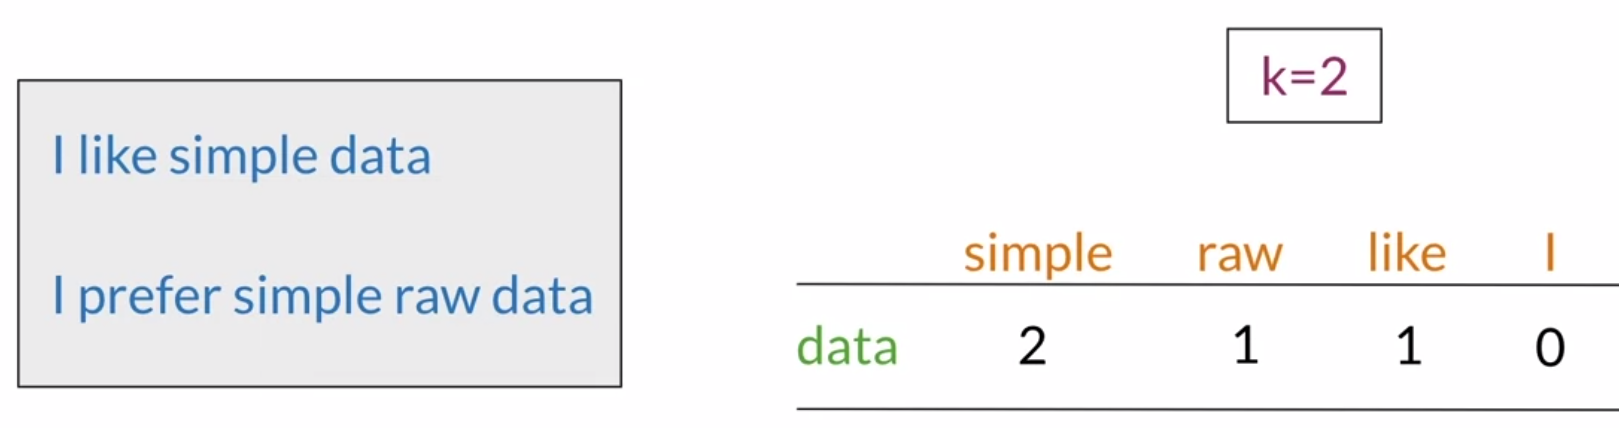 k=2
I like simple data
I prefer simple raw data
simple raw like I
data 2 1 1 0